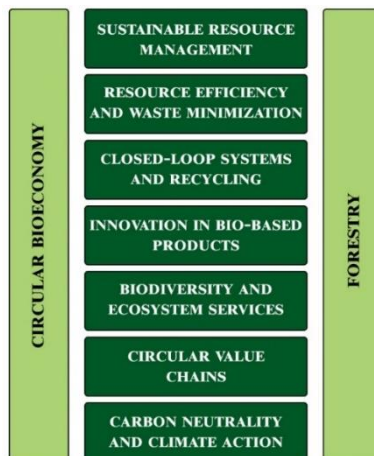 CIRCULAR BIOECONOMY
SUSTAINABLE RESOURCE
MANAGEMENT
RESOURCE EFFICIENCY
AND WASTE MINIMIZATION
CLOSED-LOOP SYSTEMS
AND RECYCLING
INNOVATION IN BIO-BASED
PRODUCTS
BIODIVERSITY AND
ECOSYSTEM SERVICES
CIRCULAR VALUE
CHAINS
CARBON NEUTRALITY
AND CLIMATE ACTION
FORESTRY